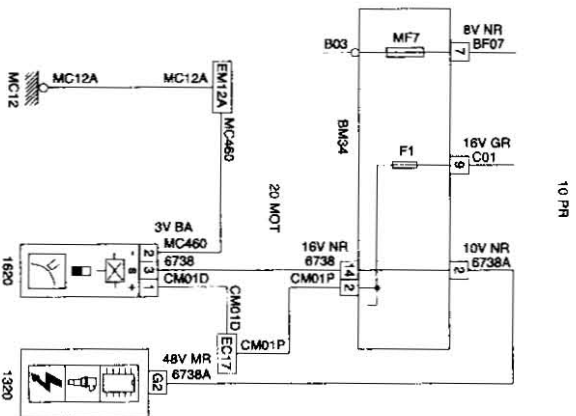 8V NR
BF07
7
MF7
B03
16V GR
C01
9
F1
BM34
10 PR
EM12A
MC12A
MC12A
MC12
MC460
20 MOT
10V NR
6738A
2
16V NR
6738
14
2
CM01P
3V BA
MC460
6738
CM01D
2
3
1
-
S
+
1620
CM01D
EC17
CM01P
48V MR
6738A
G2
1320